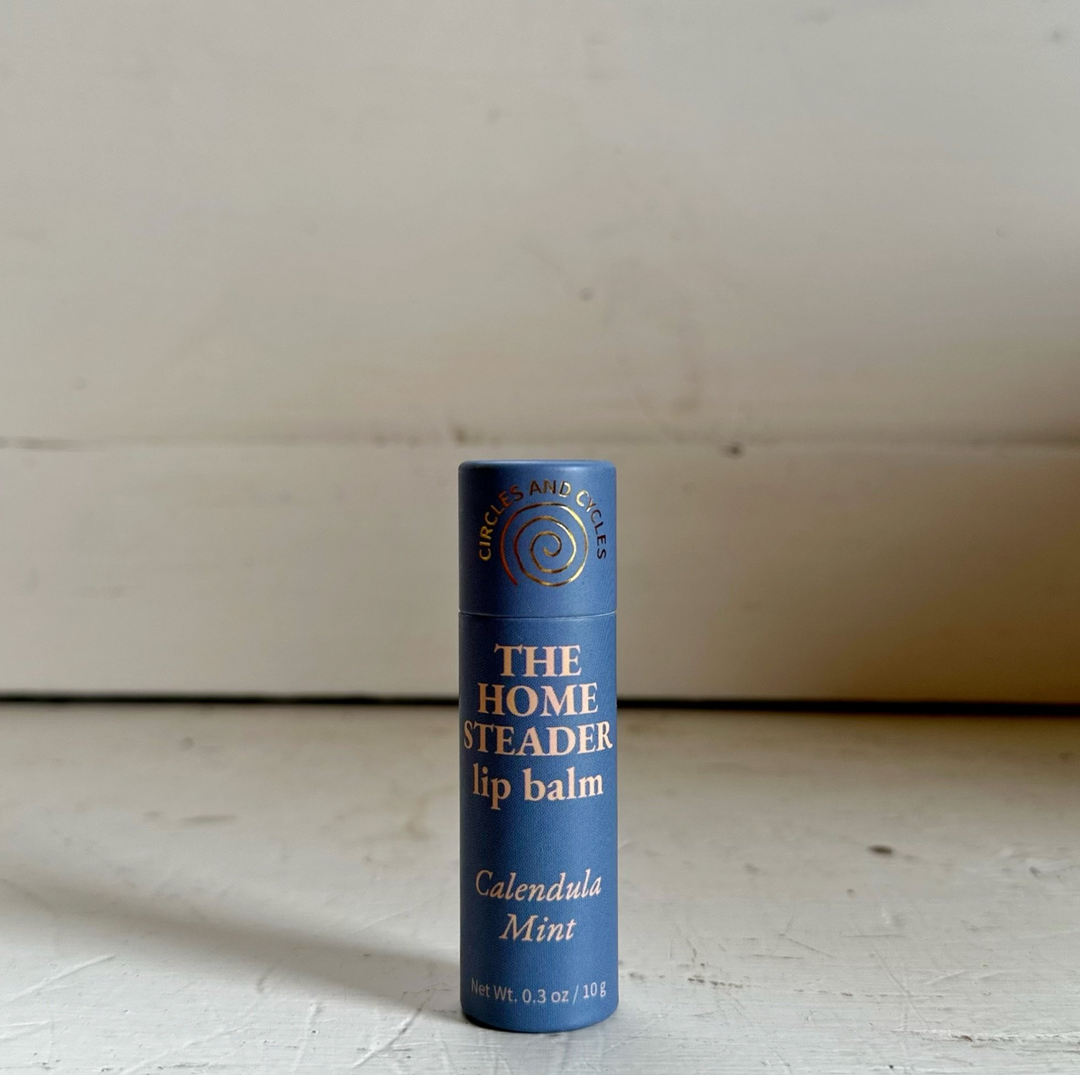 CIRCLES AND CYCLES
THE
HOME
STEADER
lip balm
Calendula
Mint
Net Wt. 0.3 oz / 10 g